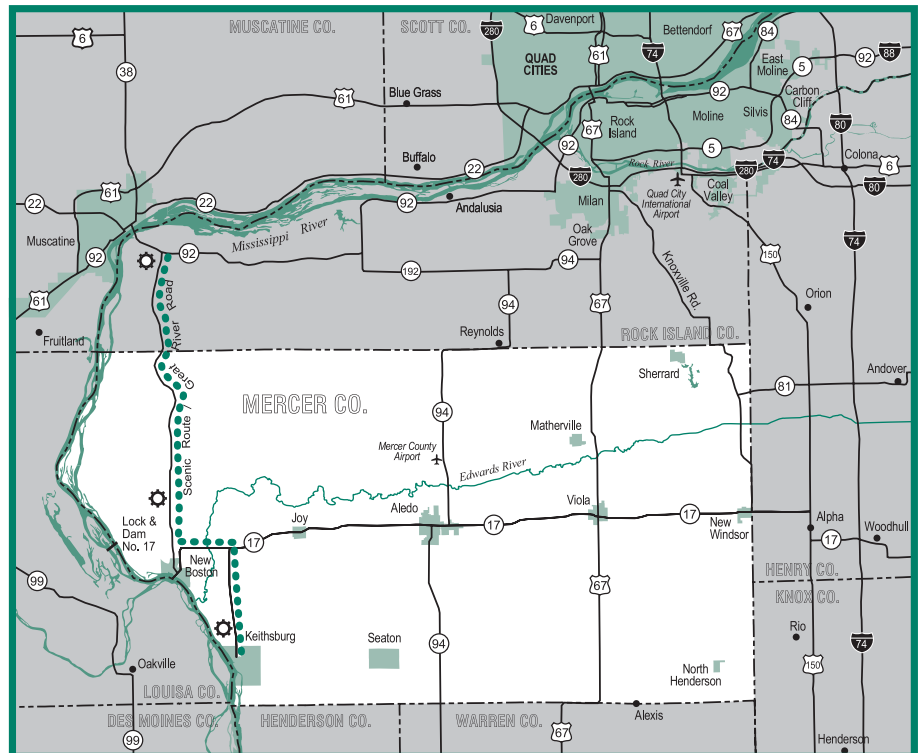 MUSCATINE CO.
SCOTT CO.
6
38
61
Blue Grass
Buffalo
22
22
22
61
Muscatine
92
61
Fruitland
Mississippi River
92
92
Andalusia
192
280
Davenport
6
Bettendorf
67
84
61
74
QUAD
CITIES
East
Moline
5
92
88
92
Carbon
Cliff
Silvis
84
Moline
Rock
Island
67
92
5
80
Rock River
280
74
280
6
Colona
80
Milan
Quad City
International
Airport
Coal
Valley
Oak
Grove
94
94
67
Knoxville Rd.
150
74
Orion
Reynolds
ROCK ISLAND CO.
Scenic Route / Great River Road
MERCER CO.
94
Sherrard
81
Andover
Matherville
Mercer County
Airport
Edwards River
Lock &
Dam
No. 17
Joy
Aledo
Viola
17
17
17
New
Windsor
Alpha
17
Woodhull
New
Boston
99
HENRY CO.
KNOX CO.
67
Keithsburg
Seaton
94
Rio
74
Oakville
North
Henderson
150
LOUISA CO.
DES MOINES CO.
HENDERSON CO.
WARREN CO.
Alexis
67
99
Henderson